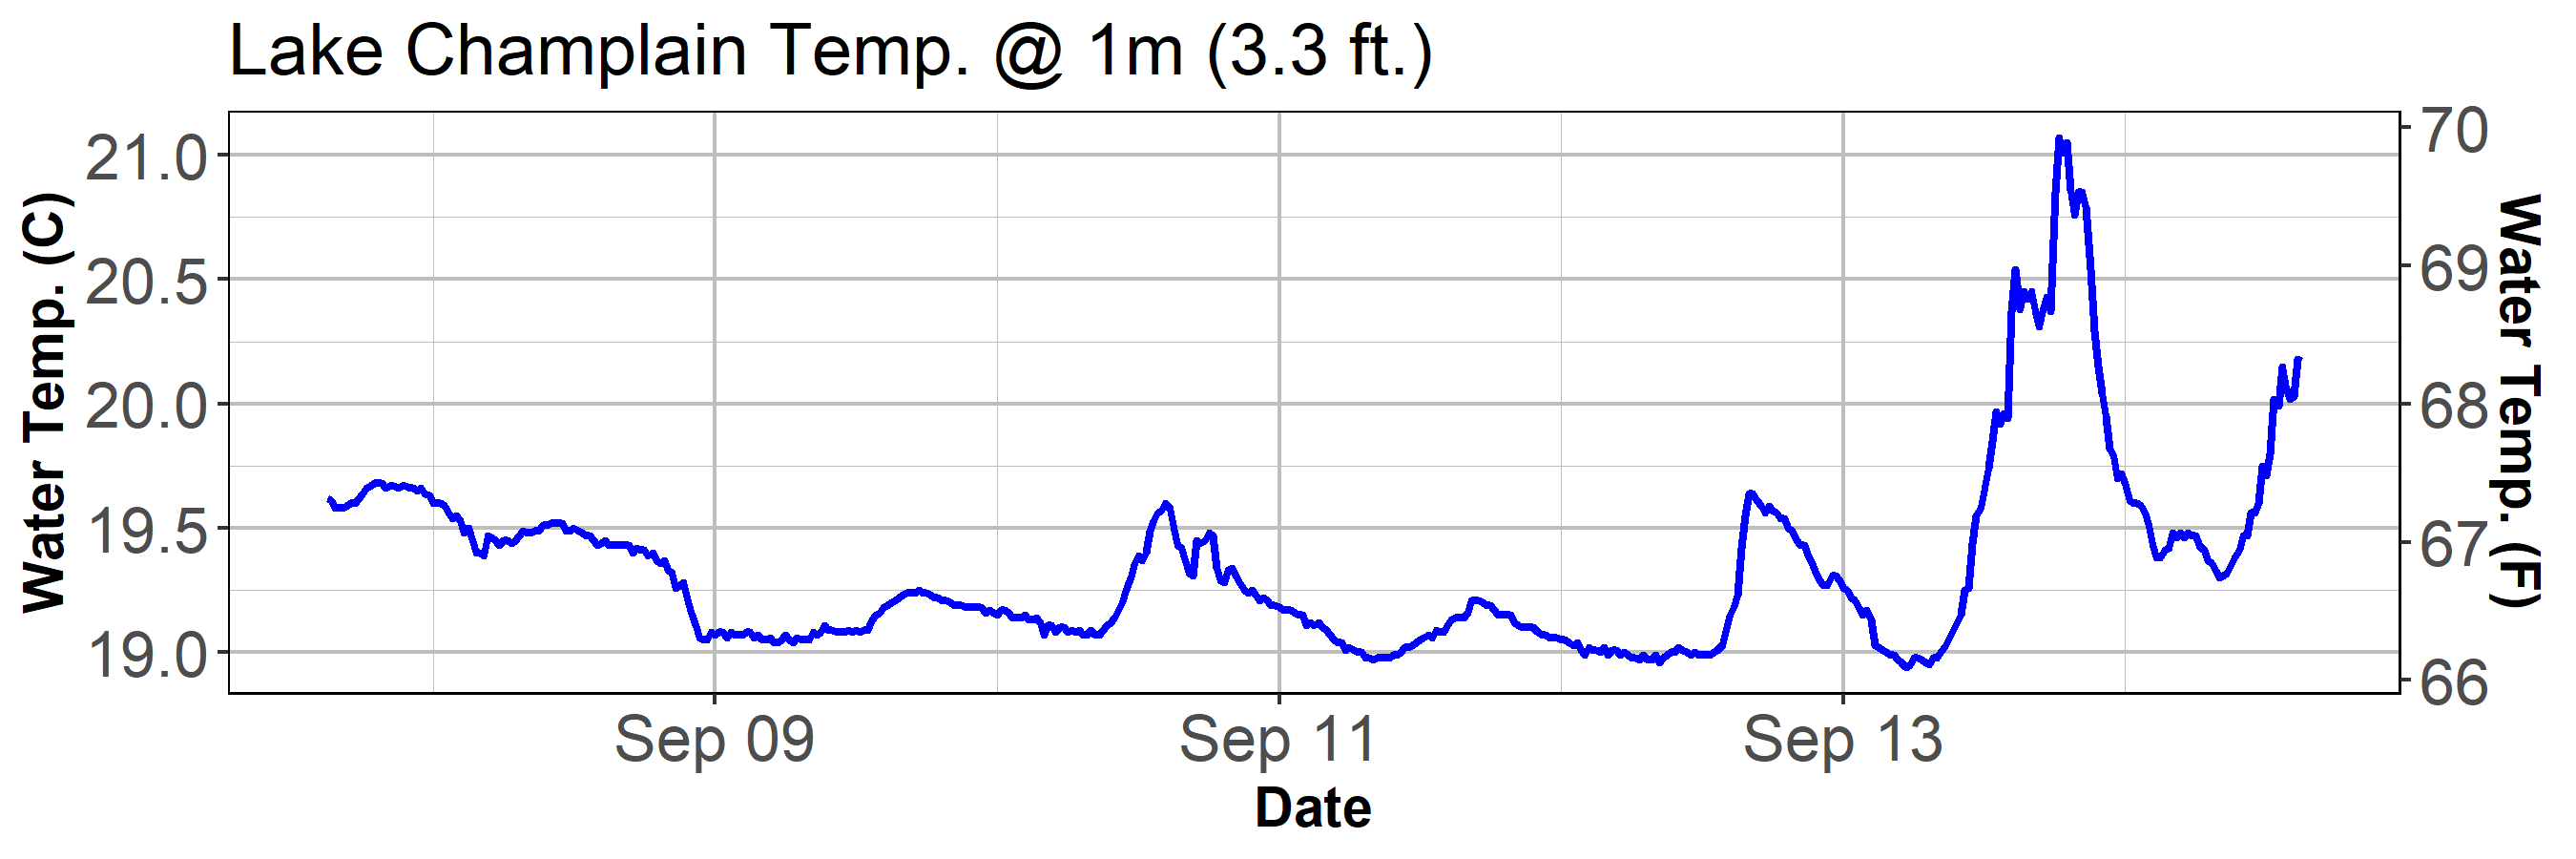 Lake Champlain Temp. @ 1m (3.3 ft.)
Water Temp. (C)
21.0
20.5
20.0
19.5
19.0
70
69
68
67
66
Water Temp. (F)
Sep 09
Sep 11
Sep 13
Date